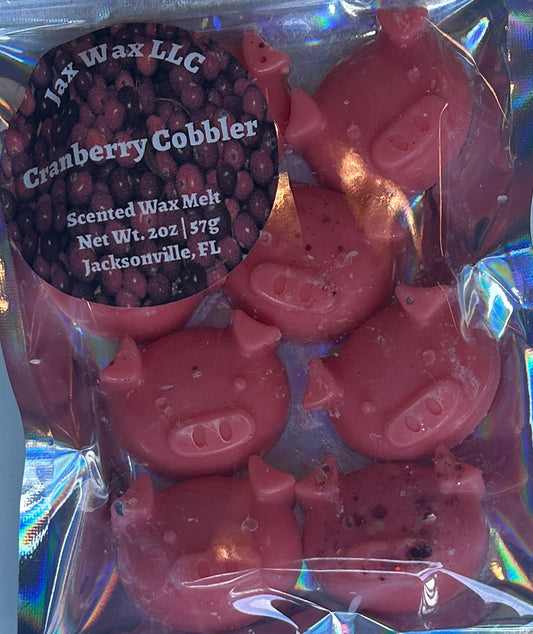 Jax Wax LLC
Cranberry Cobbler
Scented Wax Melt
Net Wt. 2oz | 57g
Jacksonville, FL